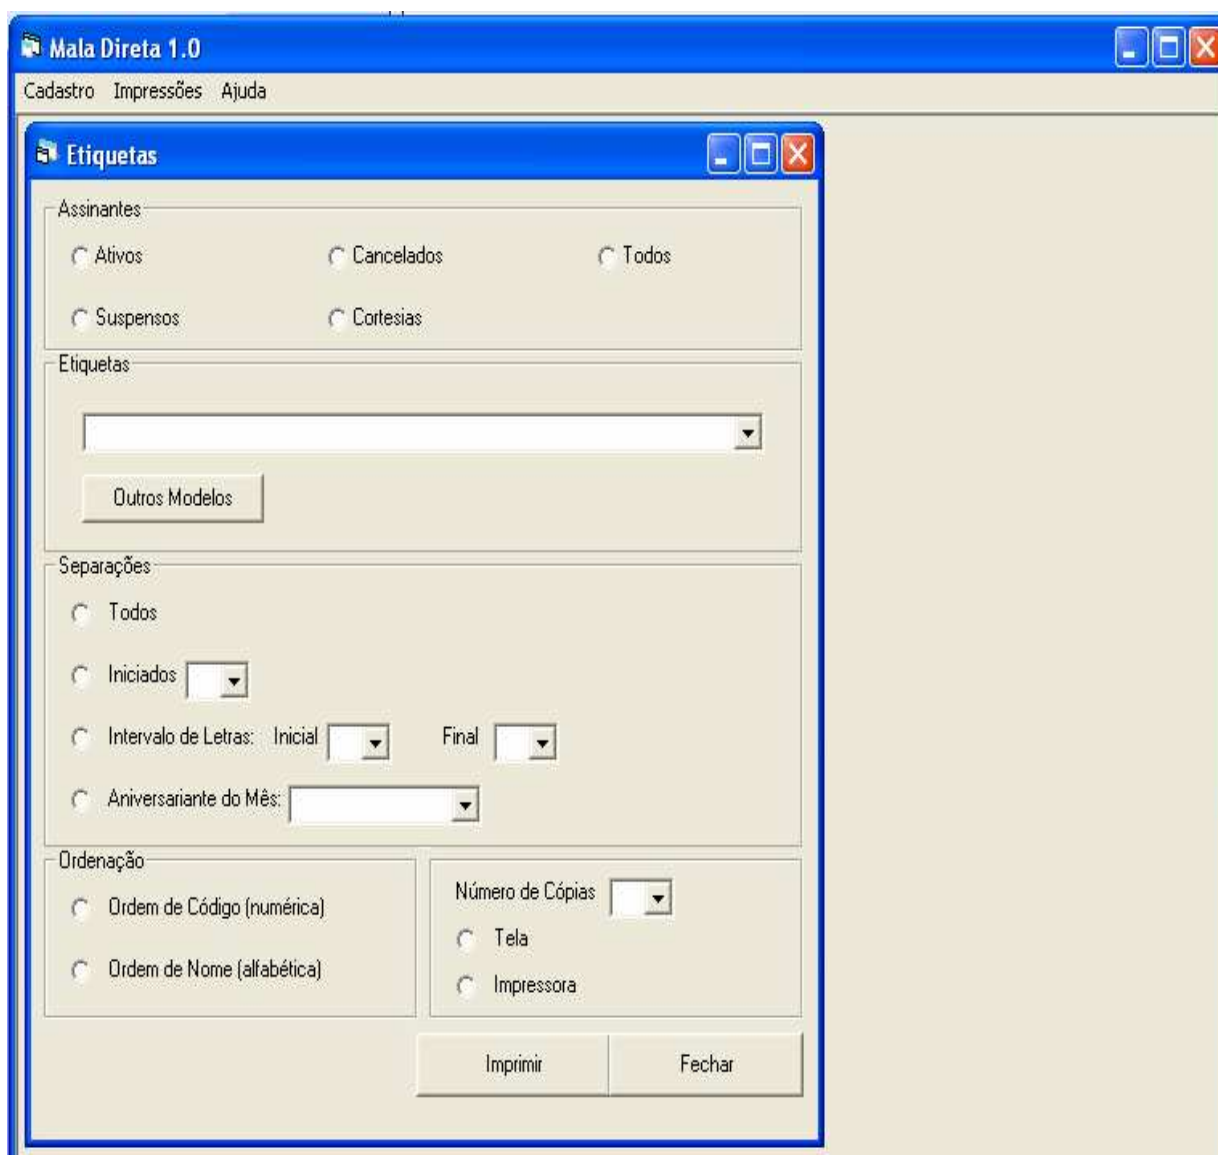 Mala Direta 1.0
Cadastro Impressões Ajuda
Etiquetas
Assinantes
Ativos Cancelados Todos
Suspensos Cortesias
Etiquetas
Outros Modelos
Separações
Todos
Iniciados
Intervalo de Letras: Inicial Final
Aniversariante do Mês:
Ordenação
Ordem de Código (numérica)
Ordem de Nome (alfabética)
Número de Cópias
Tela
Impressora
Imprimir Fechar